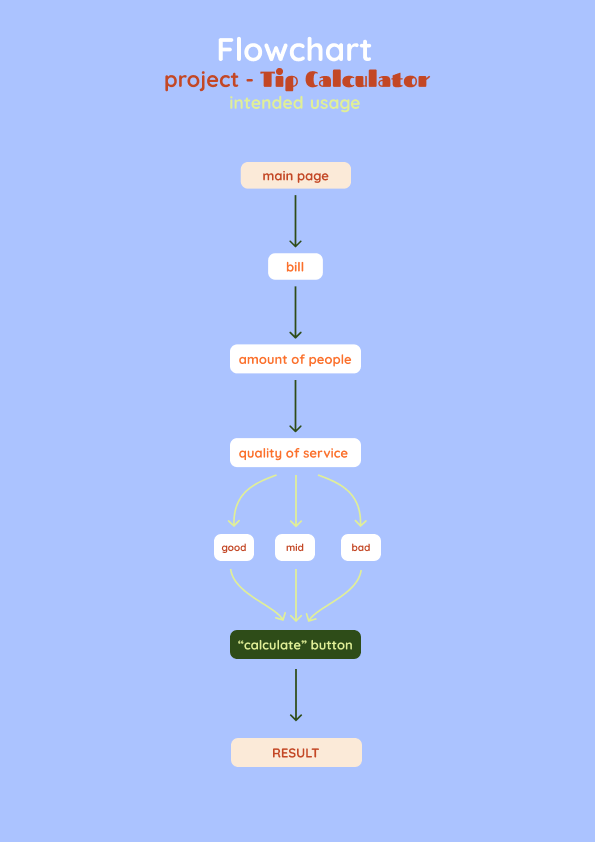 Flowchart
project - Tip Calculator
intended usage
main page
bill
amount of people
quality of service
good
mid
bad
“calculate” button
RESULT